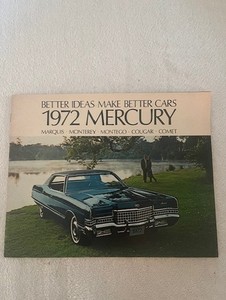 BETTER IDEAS MAKE BETTER CARS
1972 MERCURY
MARQUIS · MONTEREY · MONTEGO · COUGAR · COMET